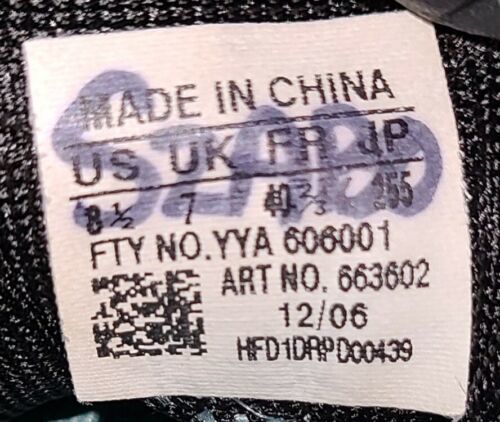 MADE IN CHINA
US UK FR JP
8½ 7 255
FTY NO.YYA 606001
ART NO. 663602
12/06
HFD1DRPD00439